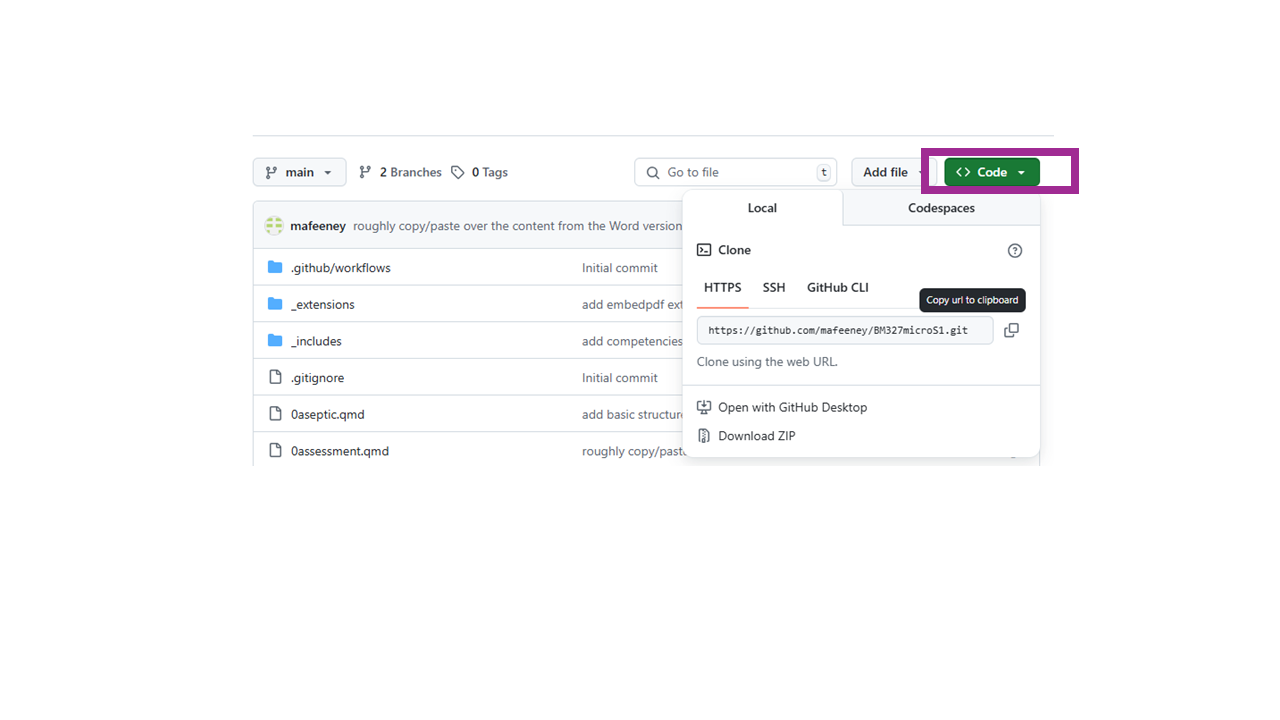 main 2 Branches 0 Tags Go to file t Add file <> Code
Local Codespaces
mafeeney roughly copy/paste over the content from the Word version
Clone
.github/workflows Initial commit
HTTPS SSH GitHub CLI
Copy url to clipboard
_extensions add embedpdf ext
https://github.com/mafeeney/BM327microS1.git
_includes add competencies
Clone using the web URL.
.gitignore Initial commit
0aseptic.qmd add basic structure
Open with GitHub Desktop
Download ZIP
0assessment.qmd roughly copy/paste